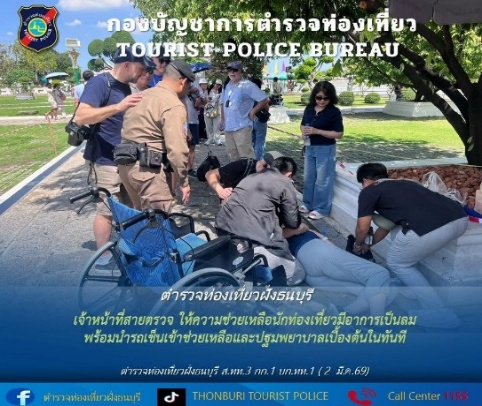 กองบัญชาการตำรวจท่องเที่ยว
TOURIST POLICE BUREAU
ตำรวจท่องเที่ยวฝั่งธนบุรี
เจ้าหน้าที่สายตรวจ ให้ความช่วยเหลือนักท่องเที่ยวมีอาการเป็นลม
พร้อมนำรถเข็นเข้าช่วยเหลือและปฐมพยาบาลเบื้องต้นในทันที
ตำรวจท่องเที่ยวฝั่งธนบุรี ส.ทท.3 กก.1 บก.ทท.1 ( 2 มี.ค.69)
ตำรวจท่องเที่ยวฝั่งธนบุรี THONBURI TOURIST POLICE Call Center 1155